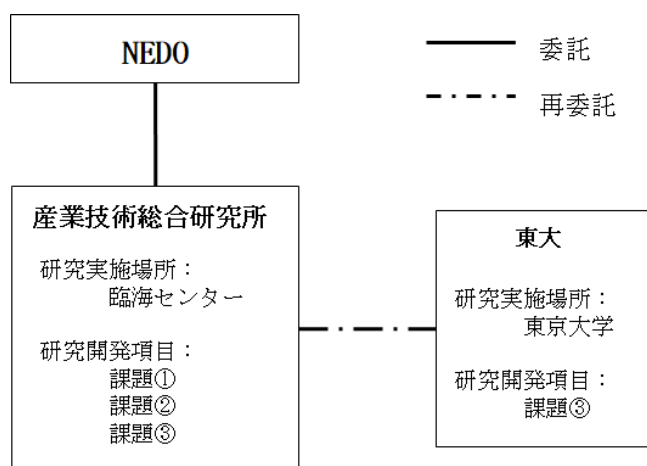 NEDO
委託
再委託
産業技術総合研究所
研究実施場所：
臨海センター
研究開発項目：
課題①
課題②
課題③
東大
研究実施場所：
東京大学
研究開発項目：
課題③